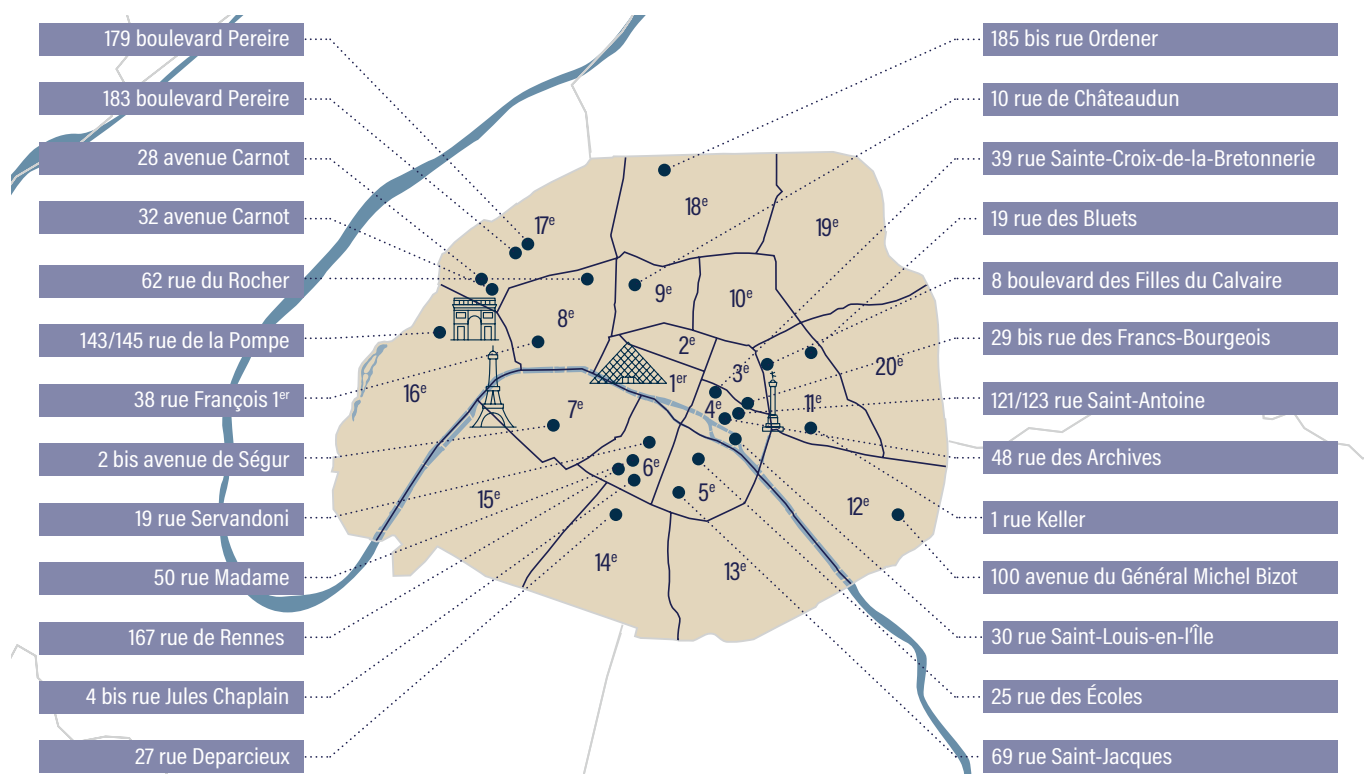 179 boulevard Pereire
183 boulevard Pereire
28 avenue Carnot
32 avenue Carnot
62 rue du Rocher
143/145 rue de la Pompe
38 rue François 1er
2 bis avenue de Ségur
19 rue Servandoni
50 rue Madame
167 rue de Rennes
4 bis rue Jules Chaplain
27 rue Deparcieux
18e
17e
19e
9e
10e
8e
2e
3e
20e
1er
16e
7e
4e
11e
6e
5e
15e
12e
14e
13e
185 bis rue Ordener
10 rue de Châteaudun
39 rue Sainte-Croix-de-la-Bretonnerie
19 rue des Bluets
8 boulevard des Filles du Calvaire
29 bis rue des Francs-Bourgeois
121/123 rue Saint-Antoine
48 rue des Archives
1 rue Keller
100 avenue du Général Michel Bizot
30 rue Saint-Louis-en-l'Île
25 rue des Écoles
69 rue Saint-Jacques